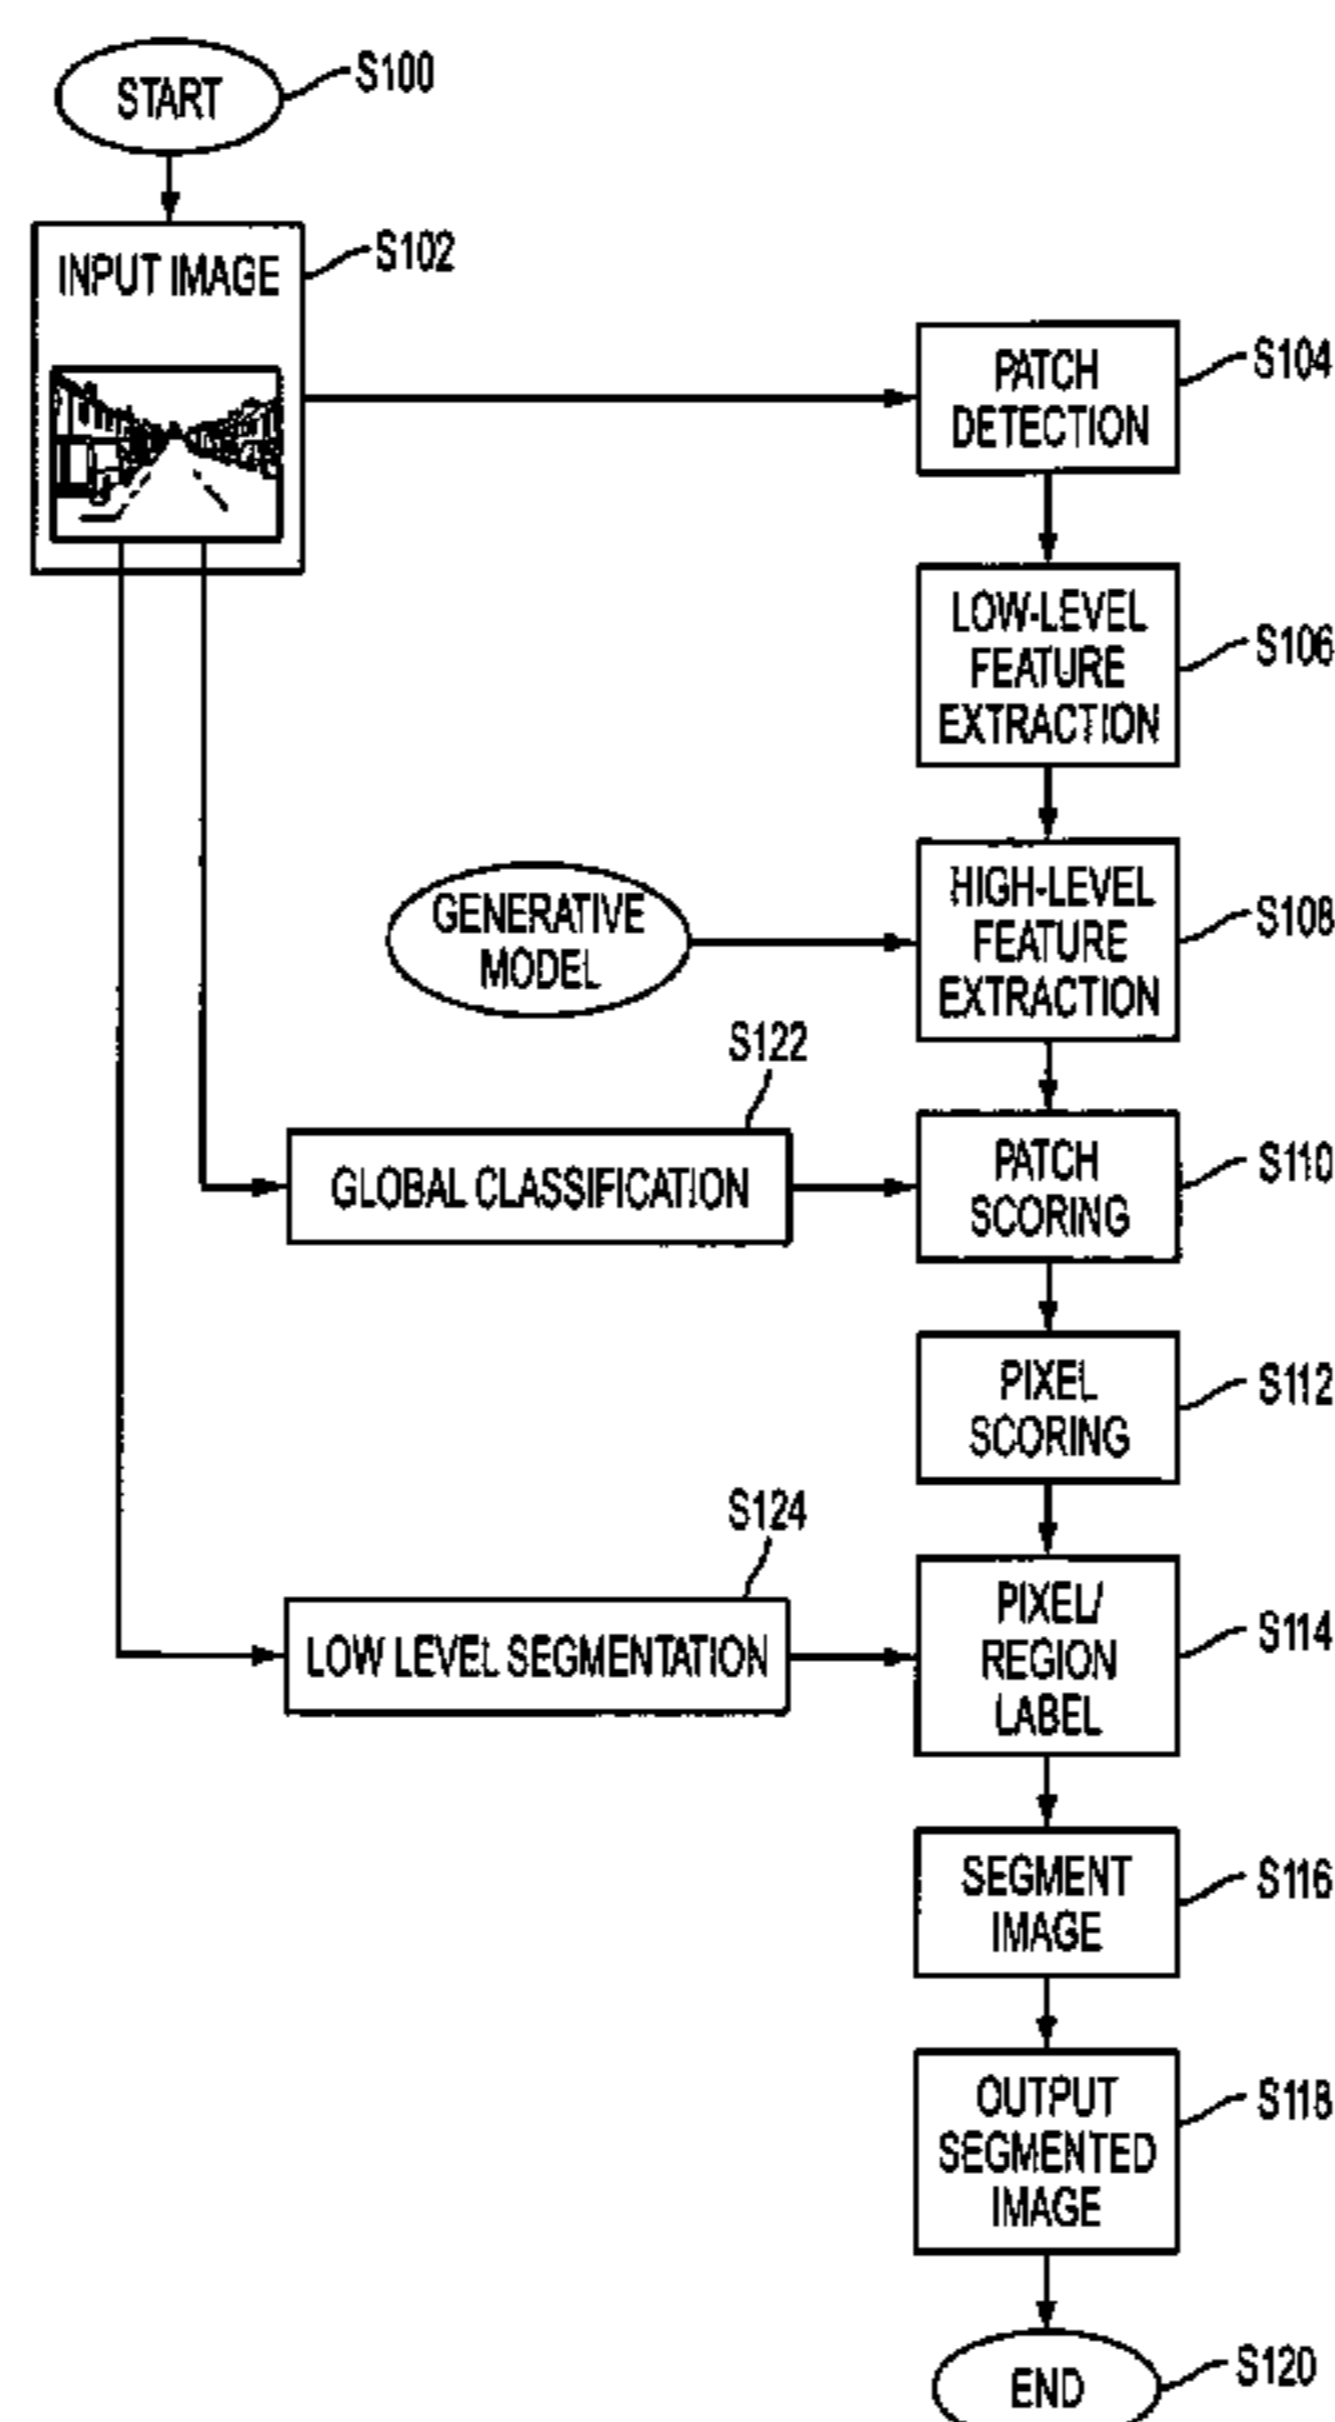 START
S100
INPUT IMAGE
S102
PATCH
DETECTION
S104
LOW-LEVEL
FEATURE
EXTRACTION
S106
GENERATIVE
MODEL
HIGH-LEVEL
FEATURE
EXTRACTION
S108
S122
GLOBAL CLASSIFICATION
PATCH
SCORING
S110
PIXEL
SCORING
S112
S124
LOW LEVEL SEGMENTATION
PIXEL/
REGION
LABEL
S114
SEGMENT
IMAGE
S116
OUTPUT
SEGMENTED
IMAGE
S118
END
S120